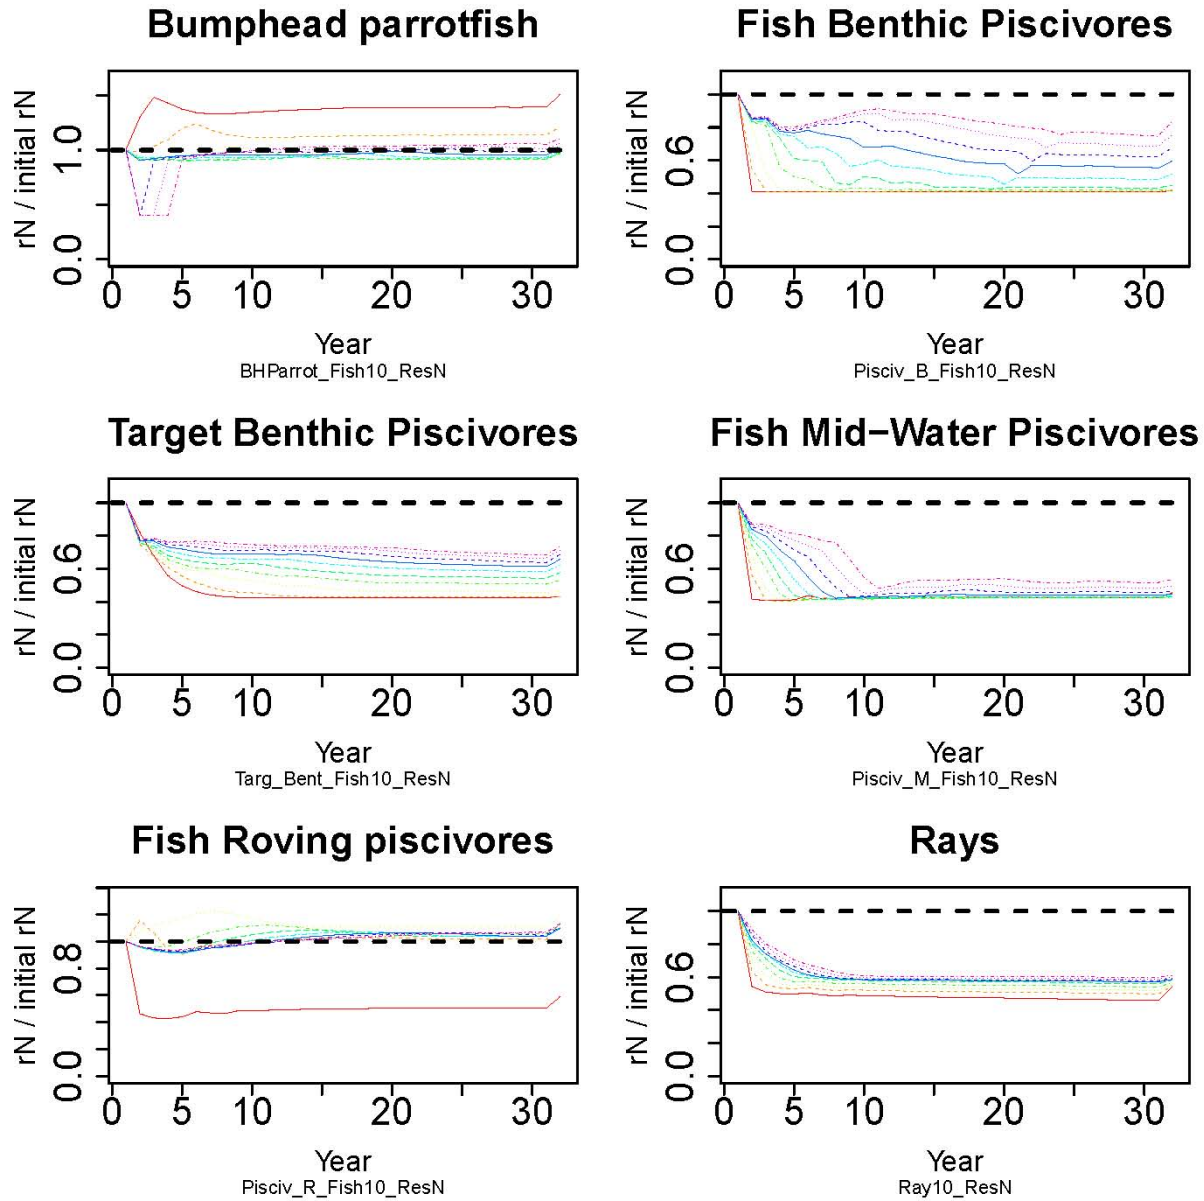 Bumphead parrotfish
rN / initial rN
1.0
0.0
0 5 10 20 30
Year
BHParrot_Fish10_ResN
Fish Benthic Piscivores
rN / initial rN
0.6
0.0
0 5 10 20 30
Year
Pisciv_B_Fish10_ResN
Target Benthic Piscivores
rN / initial rN
0.6
0.0
0 5 10 20 30
Year
Targ_Bent_Fish10_ResN
Fish Mid−Water Piscivores
rN / initial rN
0.6
0.0
0 5 10 20 30
Year
Pisciv_M_Fish10_ResN
Fish Roving piscivores
rN / initial rN
0.8
0.0
0 5 10 20 30
Year
Pisciv_R_Fish10_ResN
Rays
rN / initial rN
0.6
0.0
0 5 10 20 30
Year
Ray10_ResN